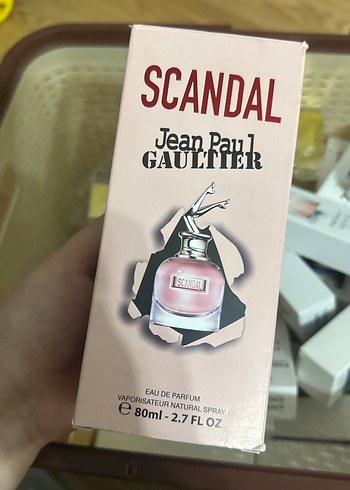 SCANDAL
Jean Paul
GAULTIER
SCANDAL
EAU DE PARFUM
VAPORISATEUR NATURAL SPRAY
℮ 80ml - 2.7 FL OZ